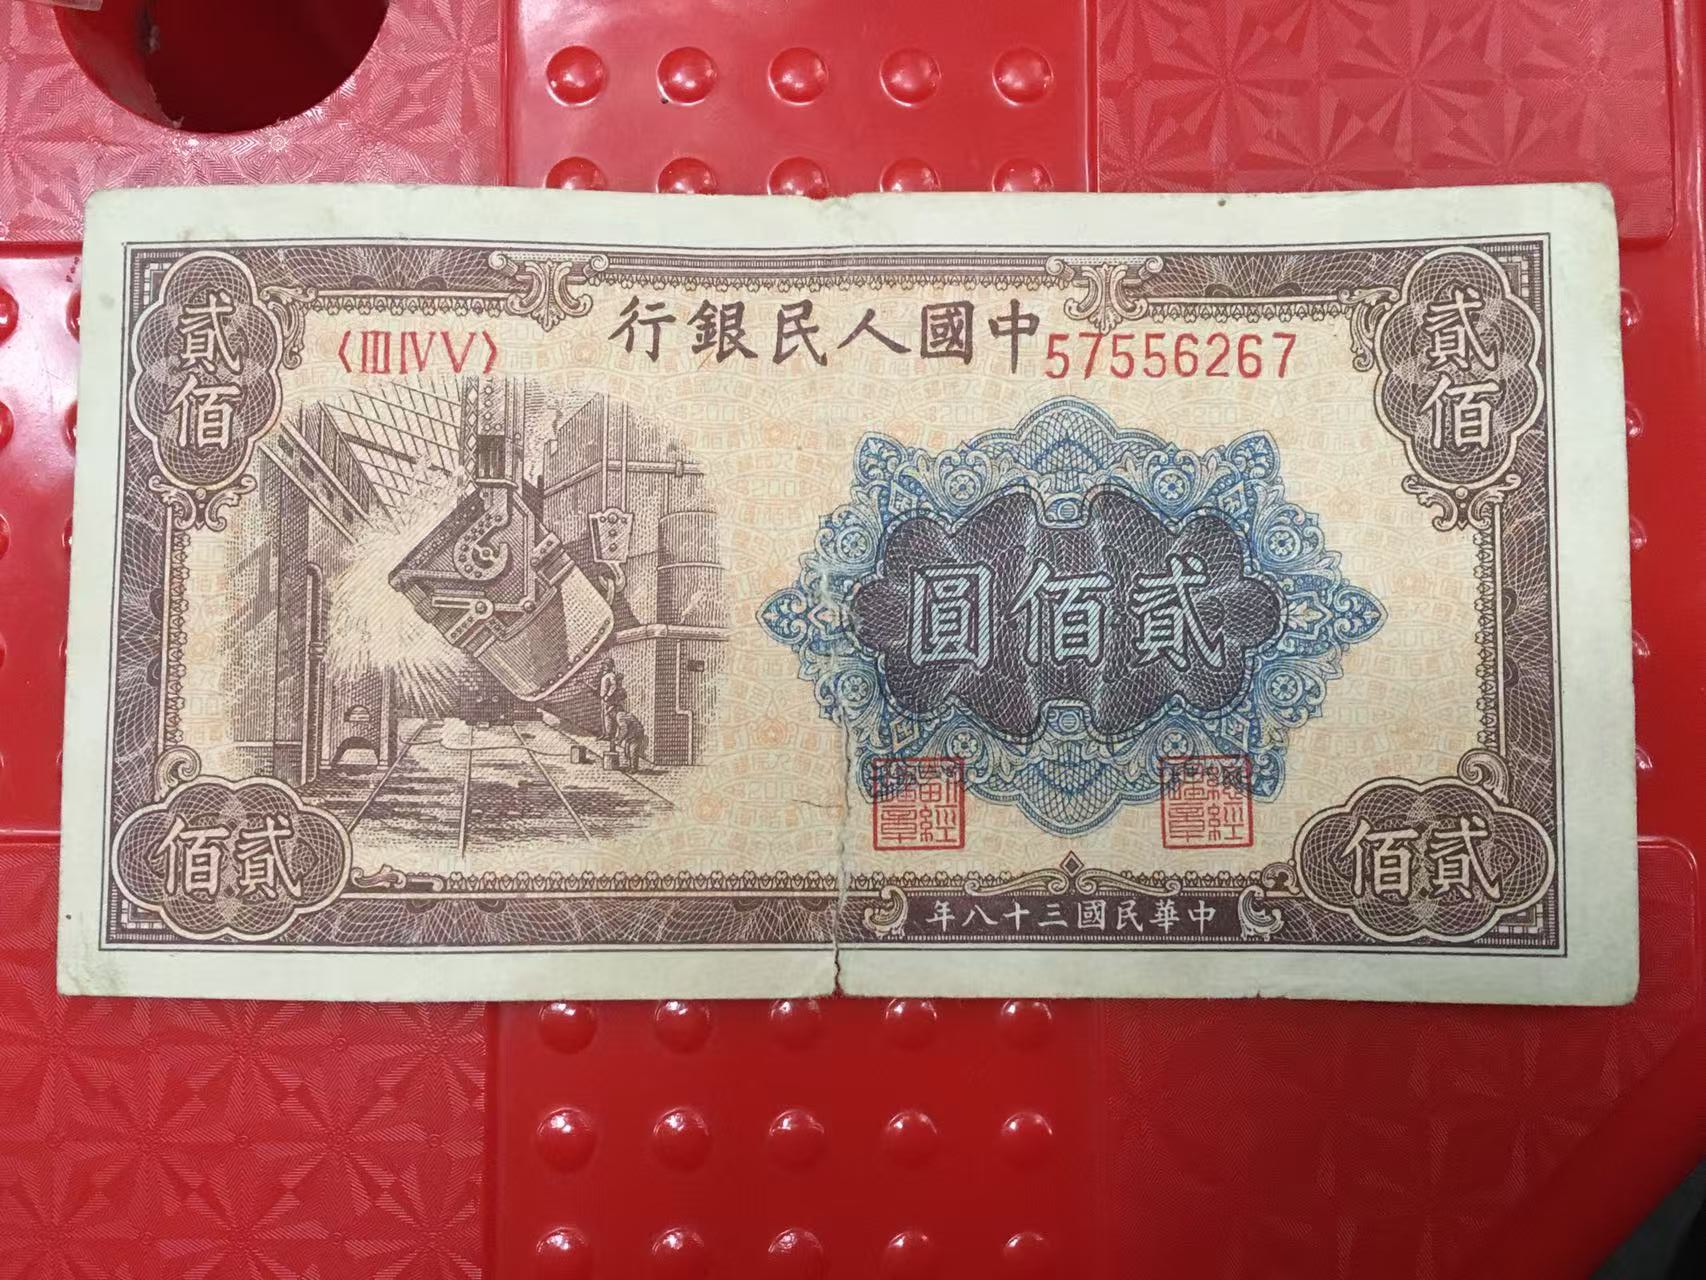 中國人民銀行
〈III IV V〉
57556267
貳佰
貳佰
貳佰圓
貳佰
貳佰
中華民國三十八年